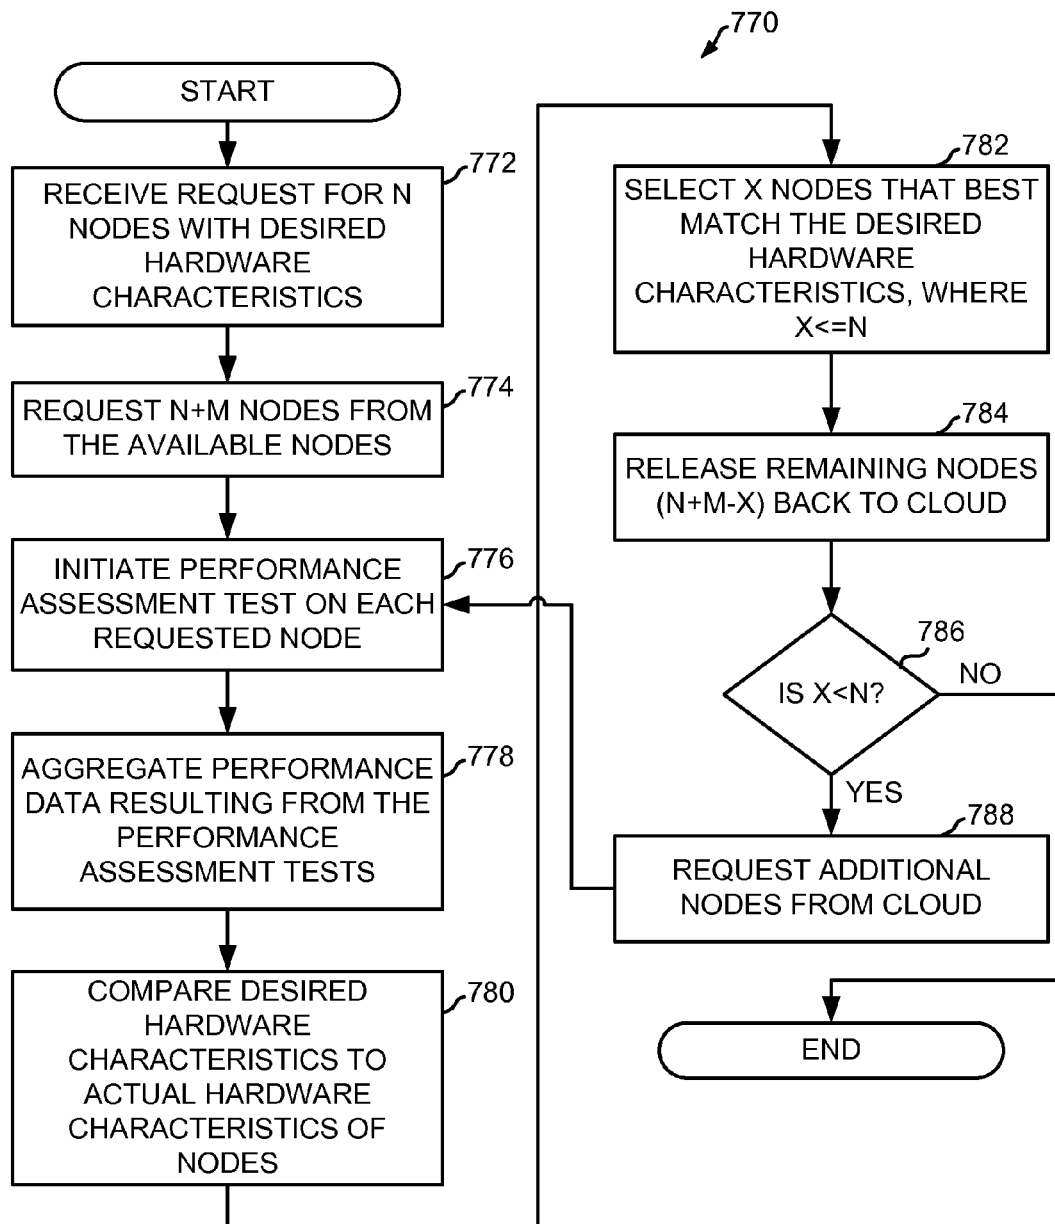 770
START
772
RECEIVE REQUEST FOR N
NODES WITH DESIRED
HARDWARE
CHARACTERISTICS
774
REQUEST N+M NODES FROM
THE AVAILABLE NODES
776
INITIATE PERFORMANCE
ASSESSMENT TEST ON EACH
REQUESTED NODE
778
AGGREGATE PERFORMANCE
DATA RESULTING FROM THE
PERFORMANCE
ASSESSMENT TESTS
780
COMPARE DESIRED
HARDWARE
CHARACTERISTICS TO
ACTUAL HARDWARE
CHARACTERISTICS OF
NODES
782
SELECT X NODES THAT BEST
MATCH THE DESIRED
HARDWARE
CHARACTERISTICS, WHERE
X<=N
784
RELEASE REMAINING NODES
(N+M-X) BACK TO CLOUD
786
IS X<N?
NO
YES
788
REQUEST ADDITIONAL
NODES FROM CLOUD
END